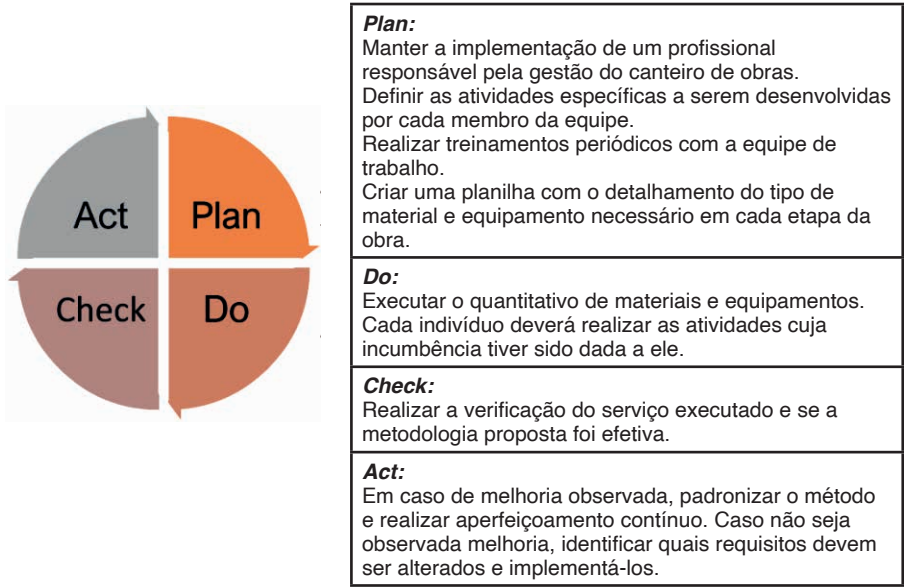 Act
Plan
Check
Do
Plan:
Manter a implementação de um profissional
responsável pela gestão do canteiro de obras.
Definir as atividades específicas a serem desenvolvidas
por cada membro da equipe.
Realizar treinamentos periódicos com a equipe de
trabalho.
Criar uma planilha com o detalhamento do tipo de
material e equipamento necessário em cada etapa da
obra.
Do:
Executar o quantitativo de materiais e equipamentos.
Cada indivíduo deverá realizar as atividades cuja
incumbência tiver sido dada a ele.
Check:
Realizar a verificação do serviço executado e se a
metodologia proposta foi efetiva.
Act:
Em caso de melhoria observada, padronizar o método
e realizar aperfeiçoamento contínuo. Caso não seja
observada melhoria, identificar quais requisitos devem
ser alterados e implementá-los.